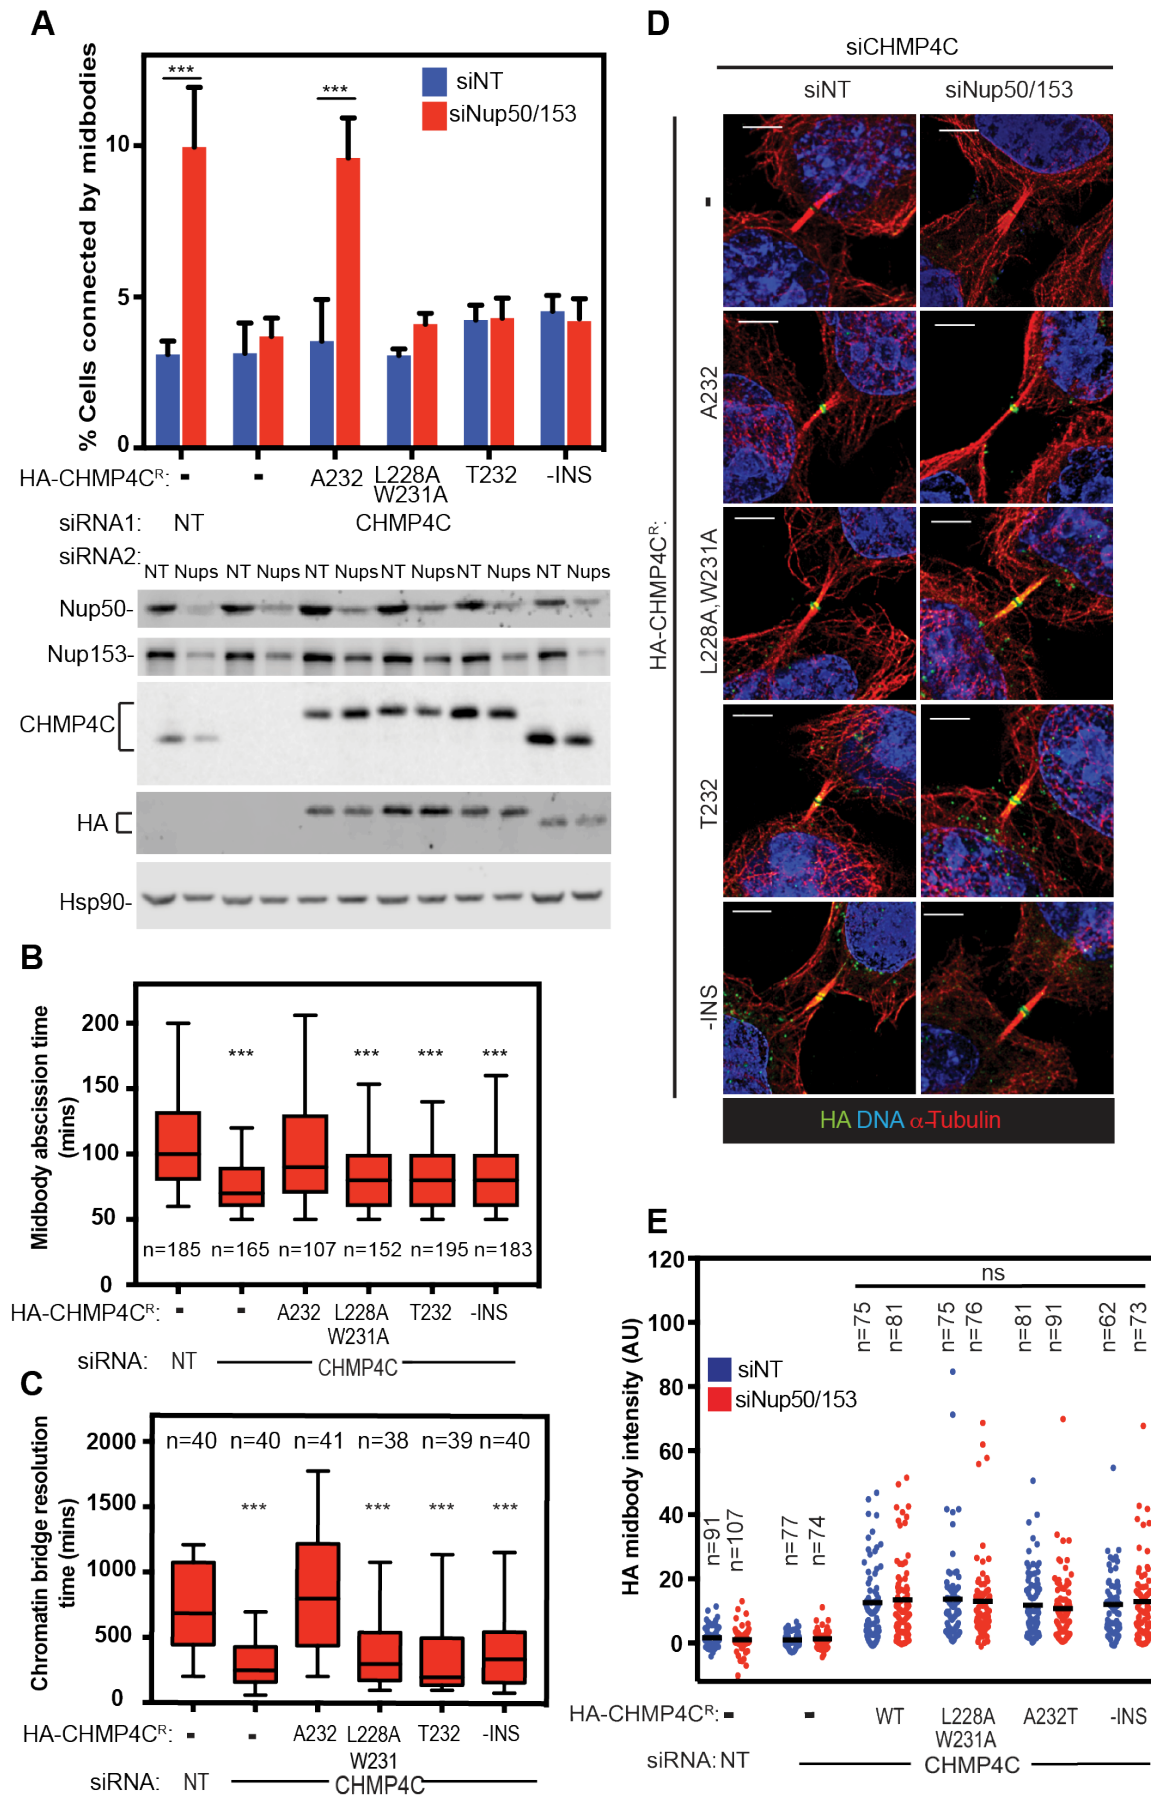 A
% Cells connected by midbodies
10
5
0
***
***
siNT
siNup50/153
HA-CHMP4CR: - - A232 L228A W231A T232 -INS
siRNA1: NT CHMP4C
siRNA2:
NT Nups NT Nups NT Nups NT Nups NT Nups NT Nups
Nup50-
Nup153-
CHMP4C
HA
Hsp90-
B
Midbody abscission time (mins)
200
150
100
50
0
*** *** *** ***
n=185 n=165 n=107 n=152 n=195 n=183
HA-CHMP4CR: - - A232 L228A W231A T232 -INS
siRNA: NT CHMP4C
C
Chromatin bridge resolution time (mins)
2000
1500
1000
500
0
n=40 n=40 n=41 n=38 n=39 n=40
*** *** *** ***
HA-CHMP4CR: - - A232 L228A W231 T232 -INS
siRNA: NT CHMP4C
D
siCHMP4C
siNT siNup50/153
HA-CHMP4CR:
-
A232
L228A,W231A
T232
-INS
HA DNA α-Tubulin
E
HA midbody intensity (AU)
120
100
80
60
40
20
0
ns
n=75 n=81 n=75 n=76 n=81 n=91 n=62 n=73
siNT
siNup50/153
n=91 n=107 n=77 n=74
HA-CHMP4CR: - - WT L228A W231A A232T -INS
siRNA: NT CHMP4C